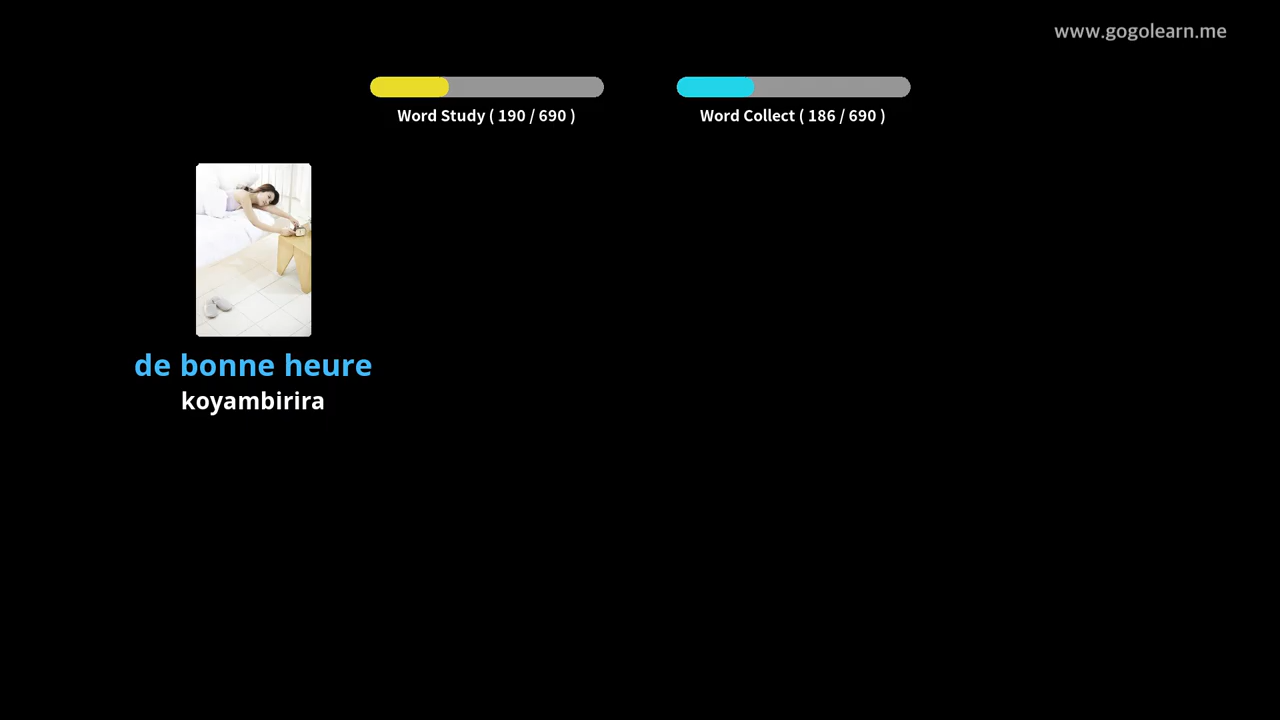 www.gogolearn.me
Word Study ( 190 / 690 )
Word Collect ( 186 / 690 )
de bonne heure
koyambirira